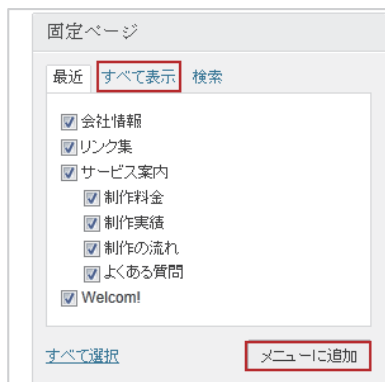 固定ページ
最近 すべて表示 検索
会社情報
リンク集
サービス案内
制作料金
制作実績
制作の流れ
よくある質問
Welcom!
すべて選択 メニューに追加